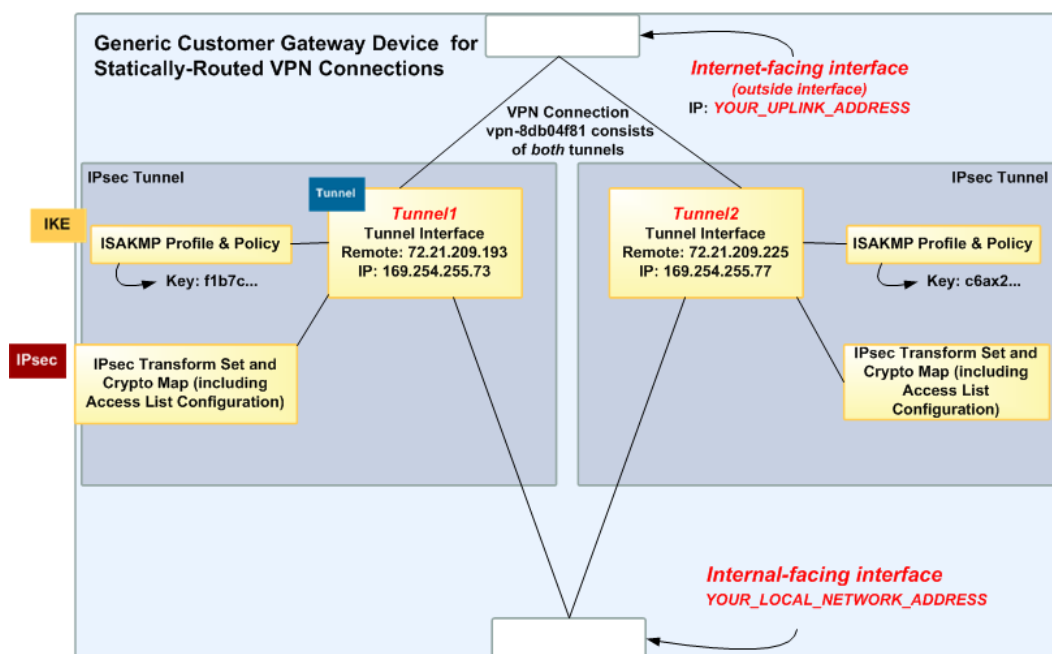 Generic Customer Gateway Device for
Statically-Routed VPN Connections
Internet-facing interface
(outside interface)
IP: YOUR_UPLINK_ADDRESS
VPN Connection
vpn-8db04f81 consists
of both tunnels
IPsec Tunnel
IPsec Tunnel
Tunnel
IKE
Tunnel1
Tunnel Interface
Remote: 72.21.209.193
IP: 169.254.255.73
Tunnel2
Tunnel Interface
Remote: 72.21.209.225
IP: 169.254.255.77
ISAKMP Profile & Policy
Key: f1b7c...
ISAKMP Profile & Policy
Key: c6ax2...
IPsec
IPsec Transform Set and
Crypto Map (including
Access List Configuration)
IPsec Transform Set and
Crypto Map (including
Access List
Configuration)
Internal-facing interface
YOUR_LOCAL_NETWORK_ADDRESS